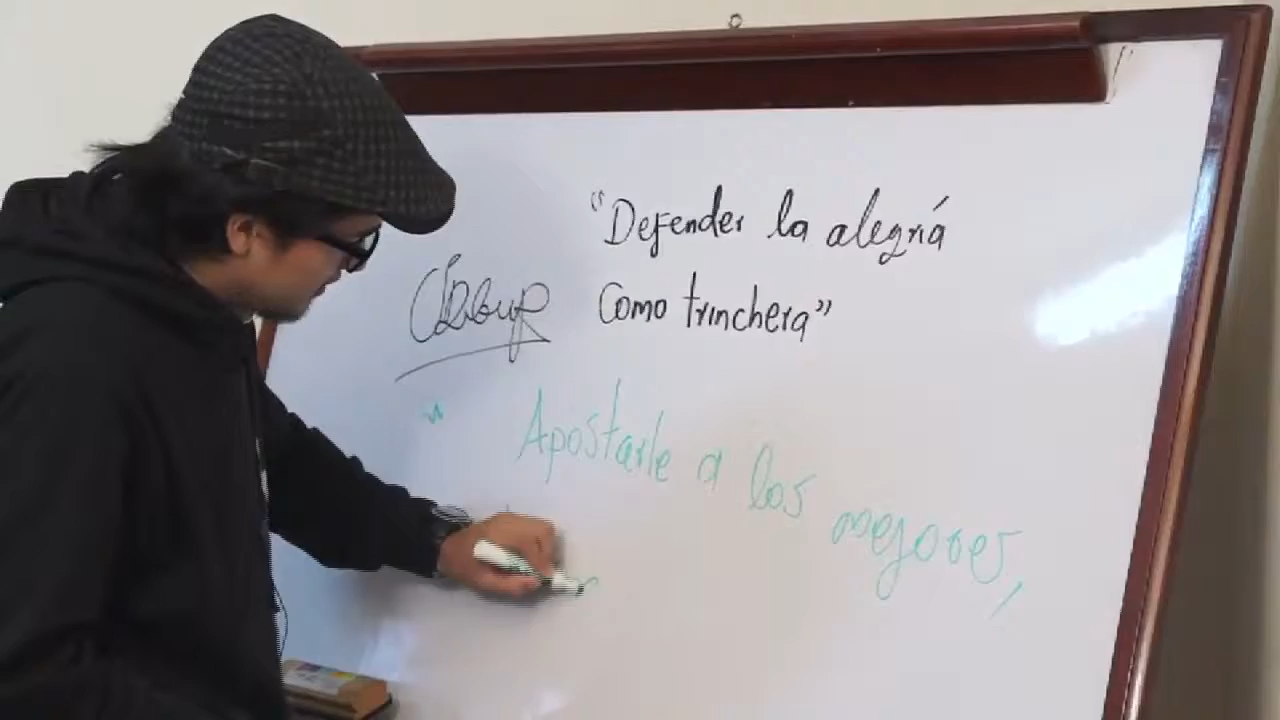 "Defender la alegría
Como trinchera"
" Apostarle a los mejores,